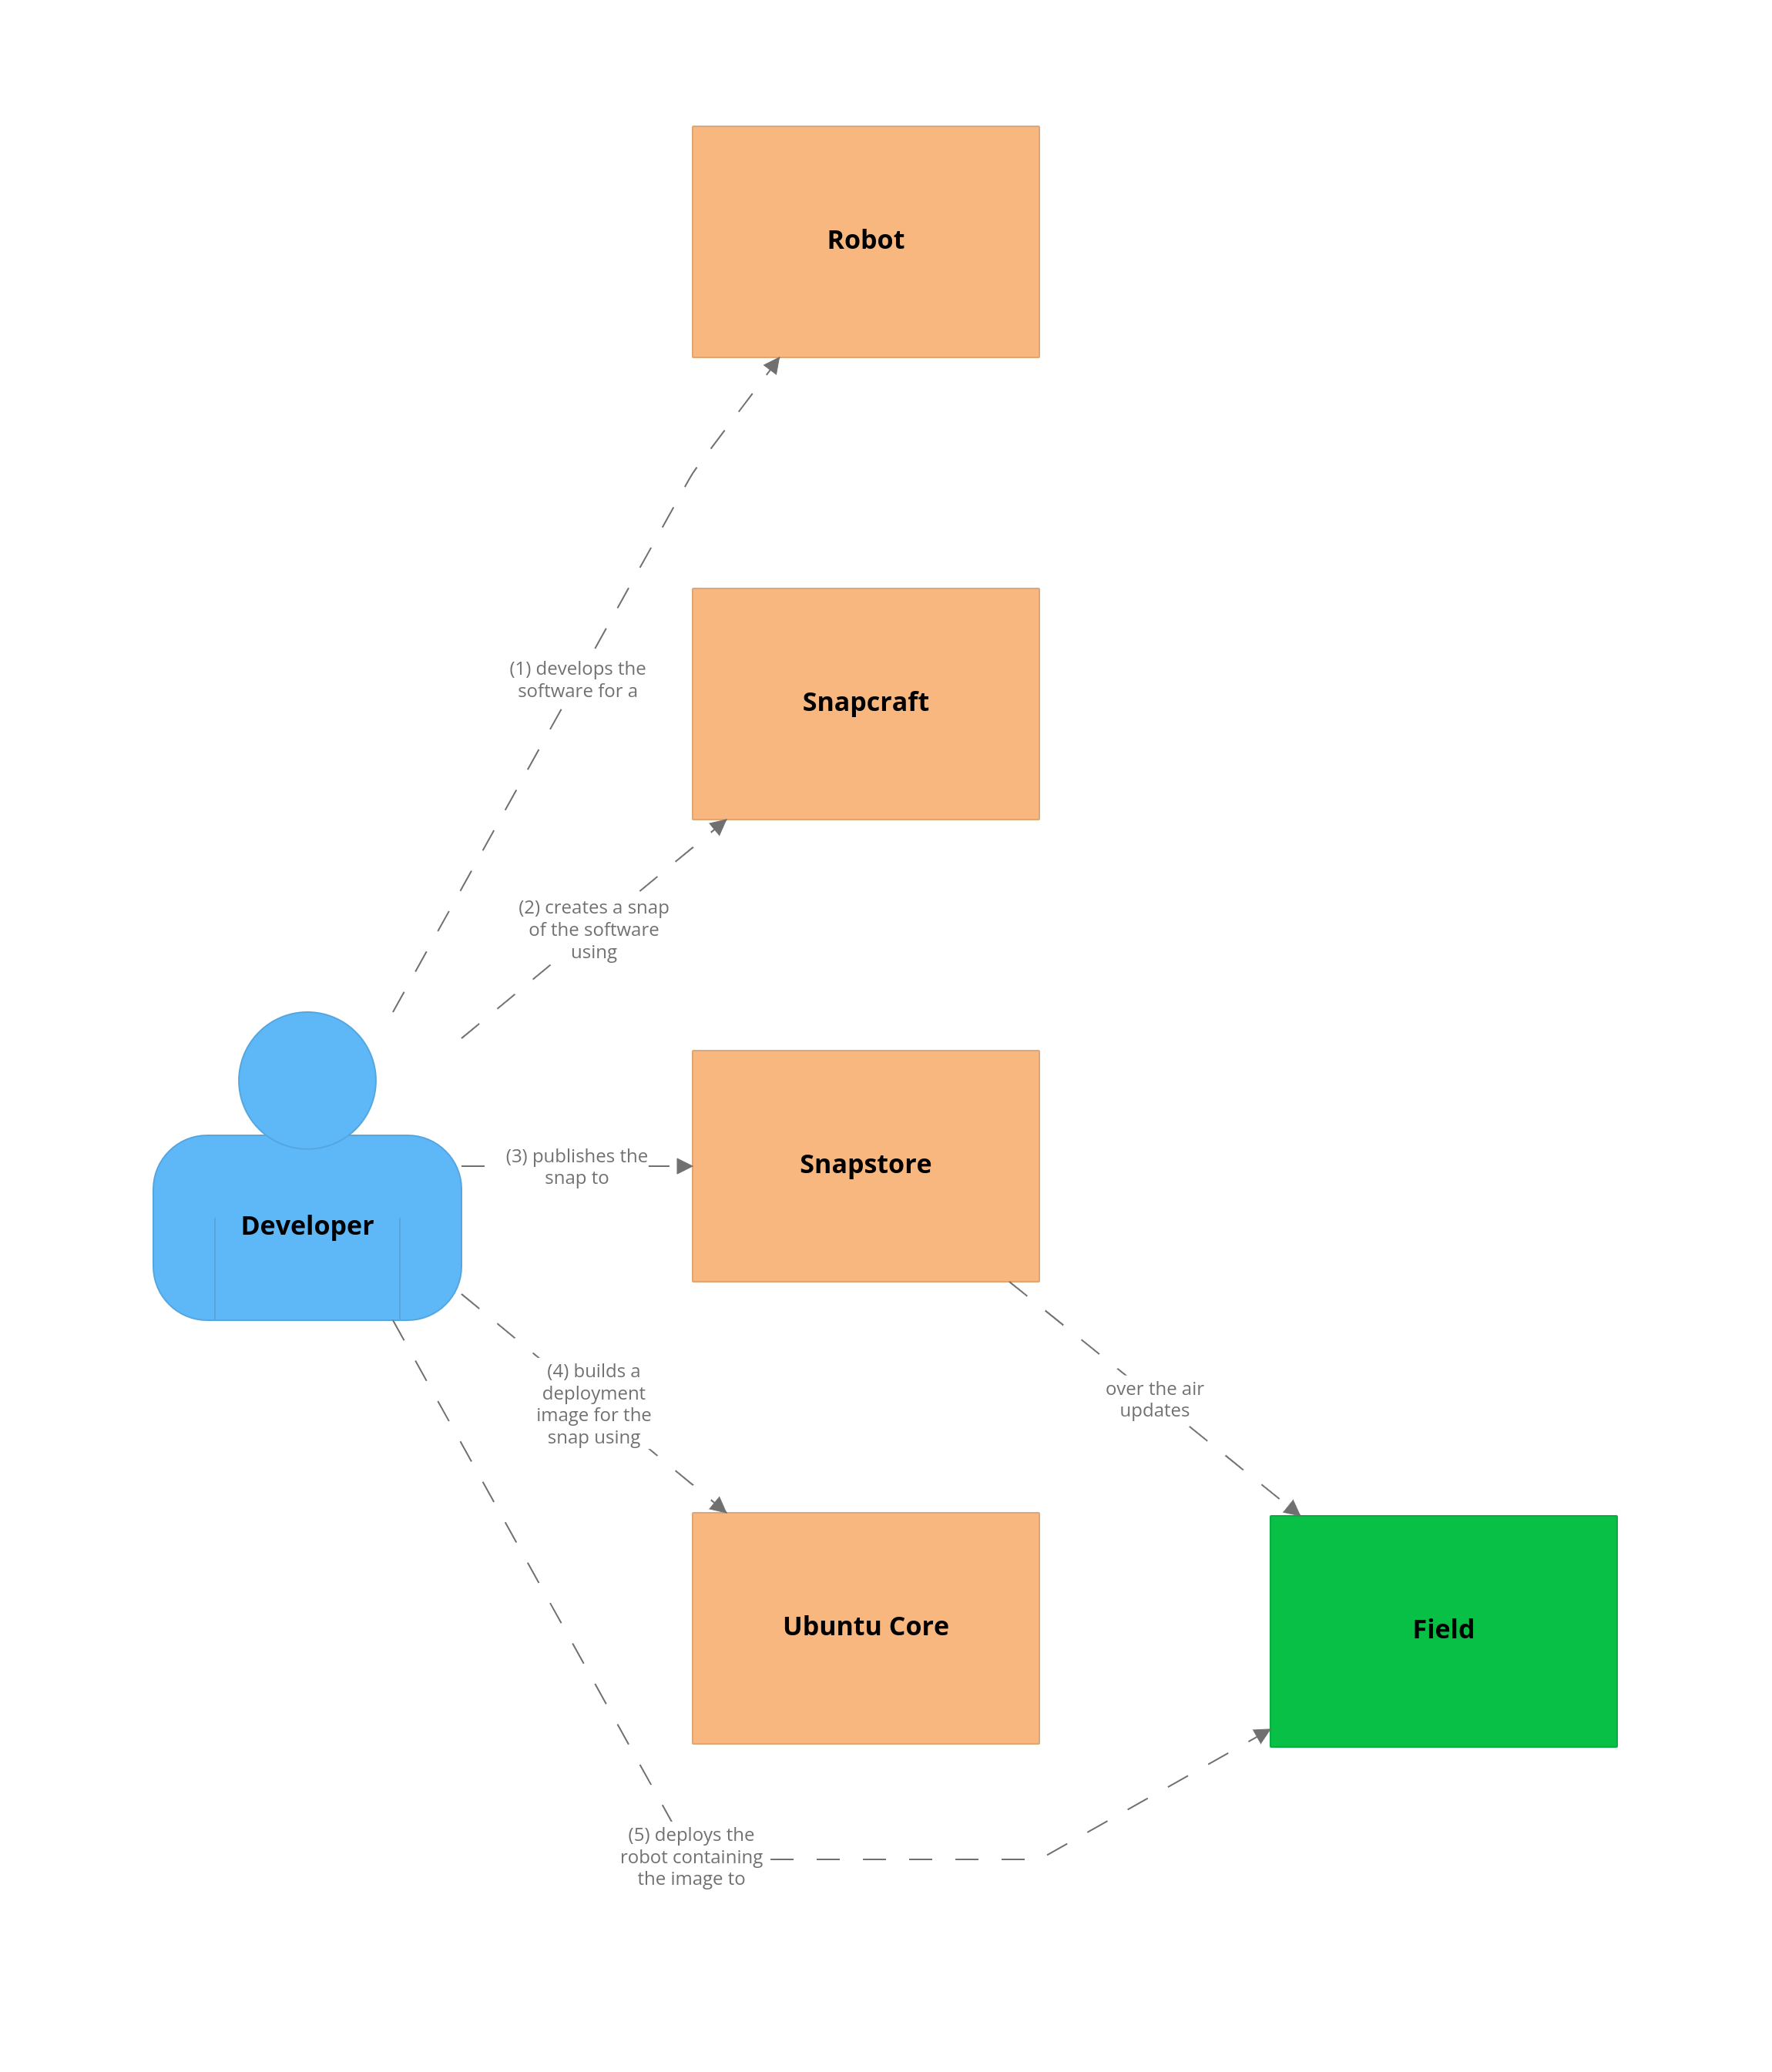 Robot
(1) develops the
software for a
Snapcraft
(2) creates a snap
of the software
using
(3) publishes the
snap to
Snapstore
Developer
(4) builds a
deployment
image for the
snap using
over the air
updates
Ubuntu Core
Field
(5) deploys the
robot containing
the image to